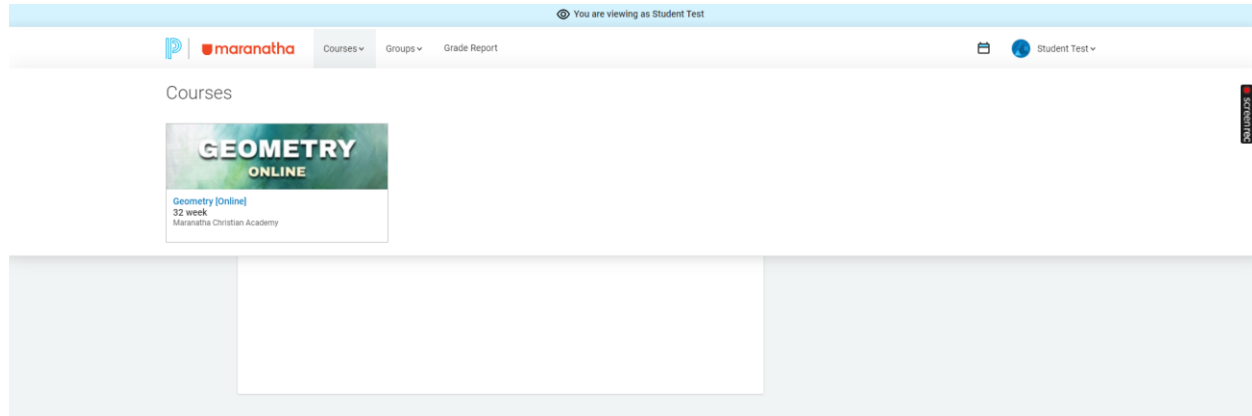 You are viewing as Student Test
maranatha Courses Groups Grade Report Student Test
Courses
GEOMETRY
ONLINE
Geometry [Online]
32 week
Maranatha Christian Academy
screenrec